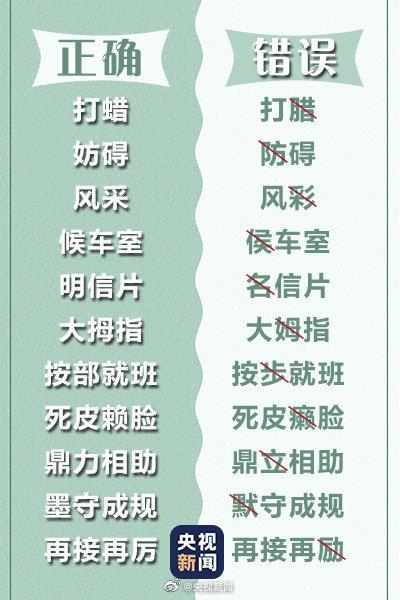 正确 错误
打蜡 打腊
妨碍 防碍
风采 风彩
候车室 侯车室
明信片 名信片
大拇指 大姆指
按部就班 按步就班
死皮赖脸 死皮癞脸
鼎力相助 鼎立相助
墨守成规 默守成规
再接再厉 再接再励
央视
新闻
@央视新闻